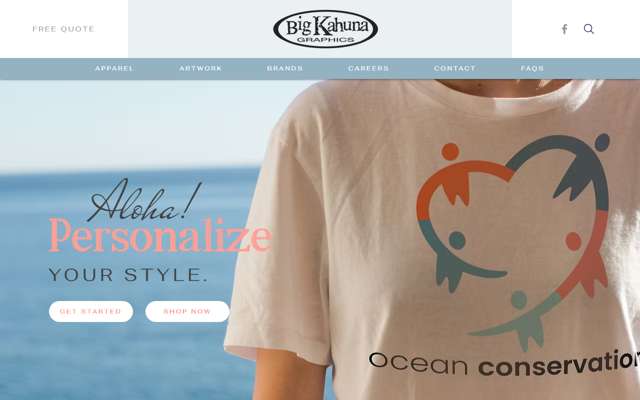 FREE QUOTE
Big Kahuna
GRAPHICS
APPAREL ARTWORK BRANDS CAREERS CONTACT FAQS
Aloha!
Personalize
YOUR STYLE.
GET STARTED SHOP NOW
ocean conservation